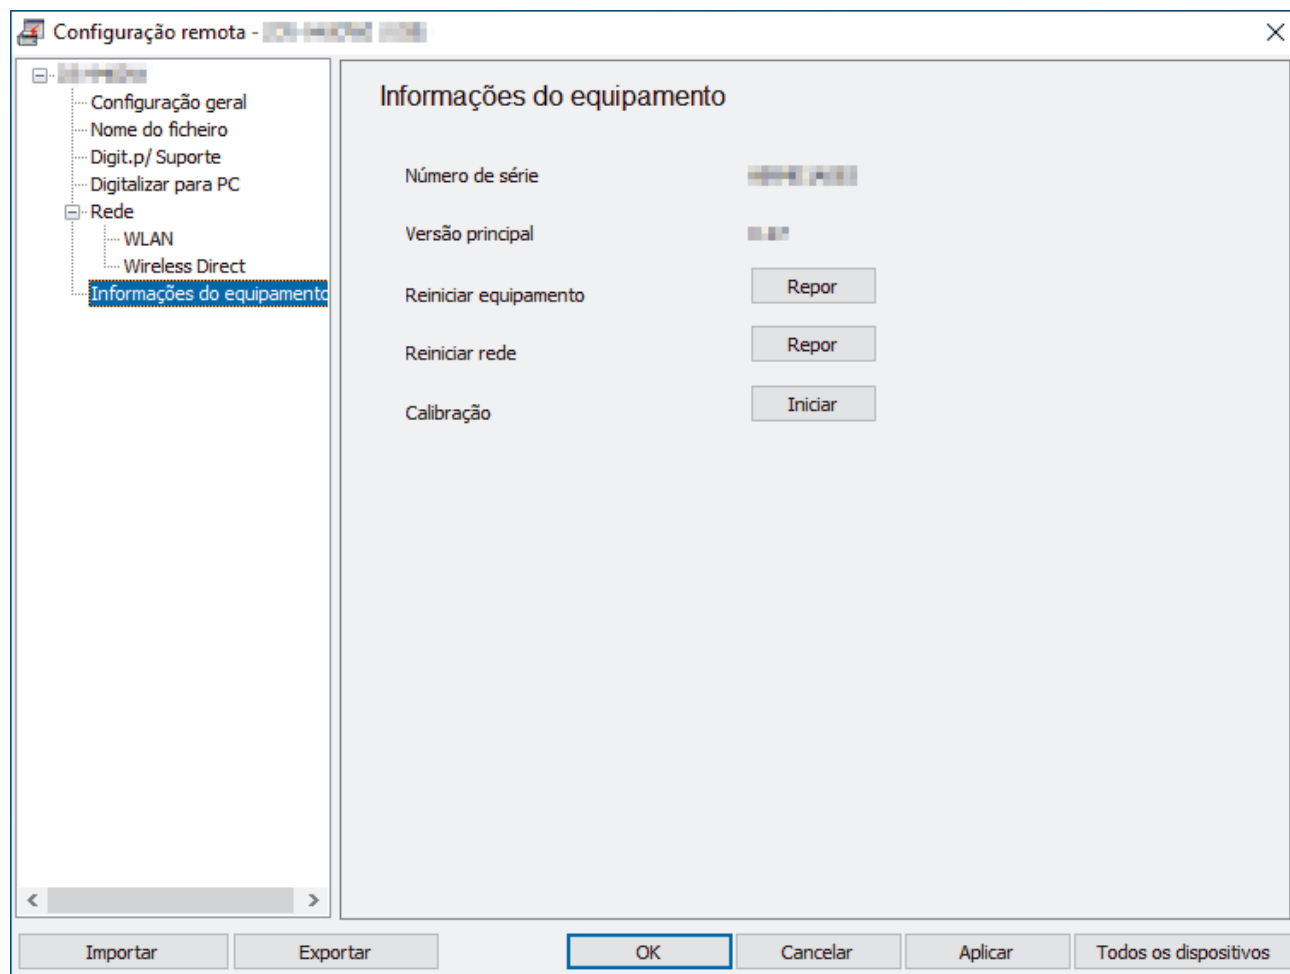 Configuração remota -
Configuração geral
Nome do ficheiro
Digit.p/ Suporte
Digitalizar para PC
Rede
WLAN
Wireless Direct
Informações do equipamento
Informações do equipamento
Número de série
Versão principal
Reiniciar equipamento
Repor
Reiniciar rede
Repor
Calibração
Iniciar
Importar
Exportar
OK
Cancelar
Aplicar
Todos os dispositivos